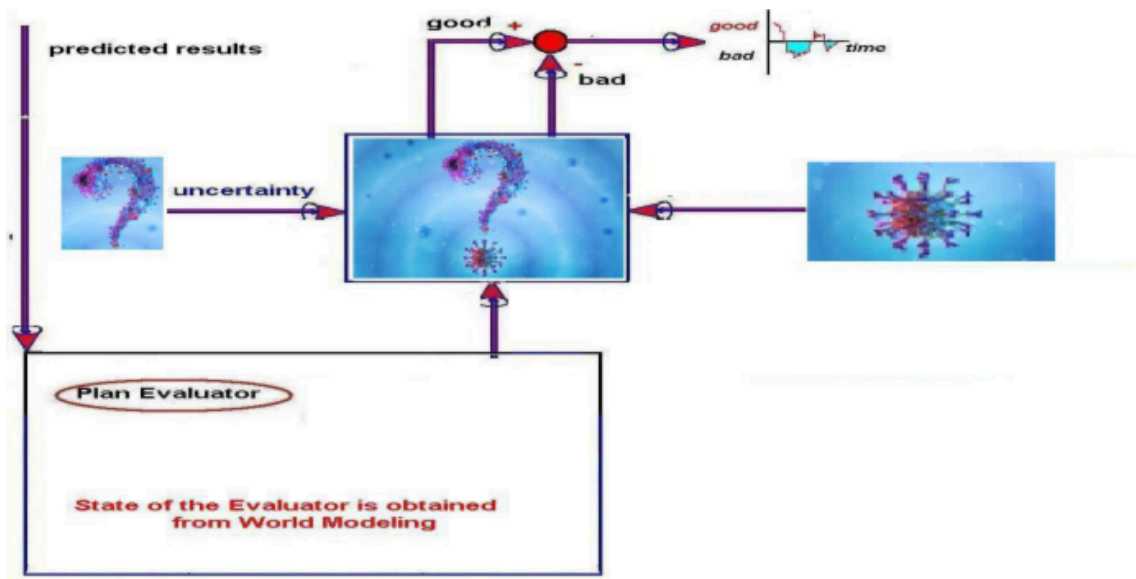 good +
good
predicted results
bad
time
-
bad
uncertainty
Plan Evaluator
State of the Evaluator is obtained
from World Modeling